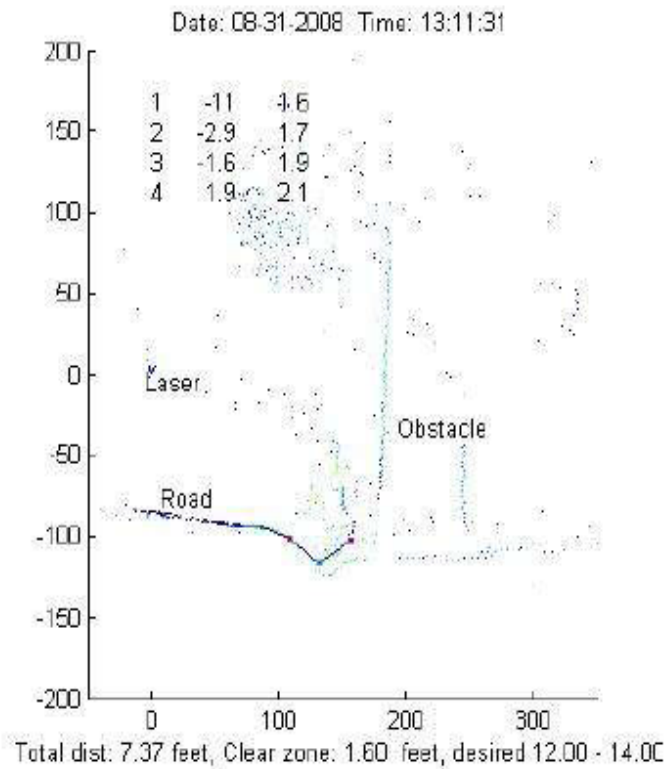 Date: 08-31-2008 Time: 13:11:31
200
1 -11 -1.6
150
2 -2.9 1.7
3 -1.6 1.9
4 1.9 2.1
100
50
0
Laser
Obstacle
-50
Road
-100
-150
-200
0 100 200 300
Total dist: 7.37 feet, Clear zone: 1.60 feet, desired 12.00 - 14.00